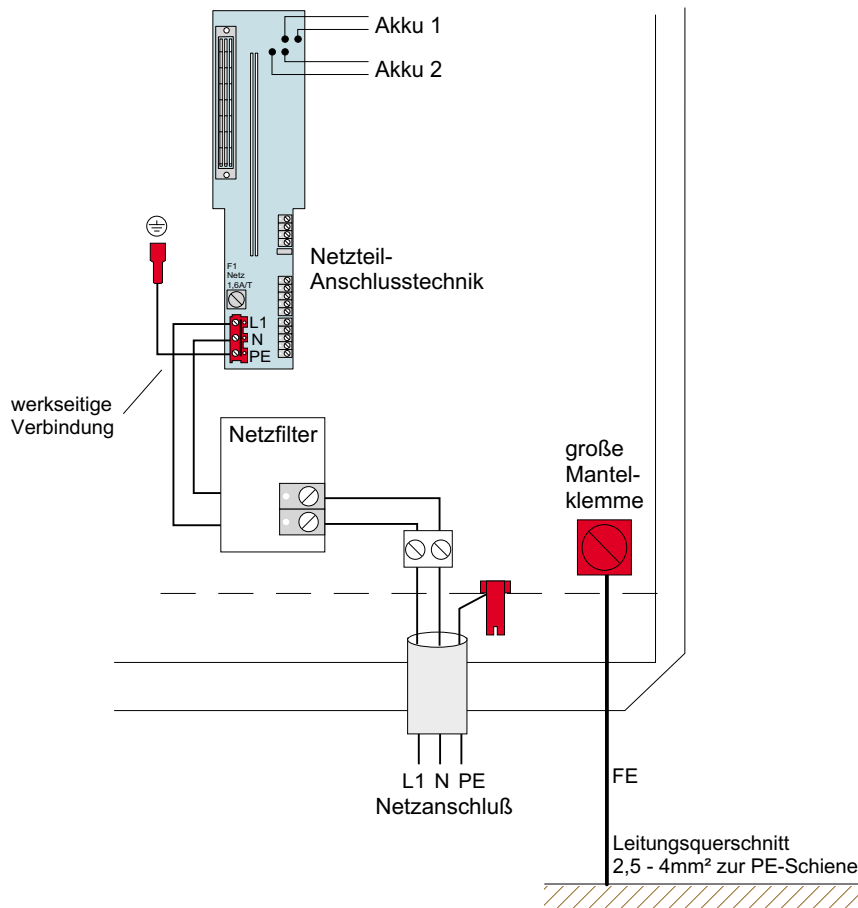 Akku 1
Akku 2
Netzteil-
Anschlusstechnik
F1
Netz
1,6A/T
L1
N
PE
werkseitige
Verbindung
Netzfilter
große
Mantel-
klemme
L1 N PE
Netzanschluß
FE
Leitungsquerschnitt
2,5 - 4mm² zur PE-Schiene